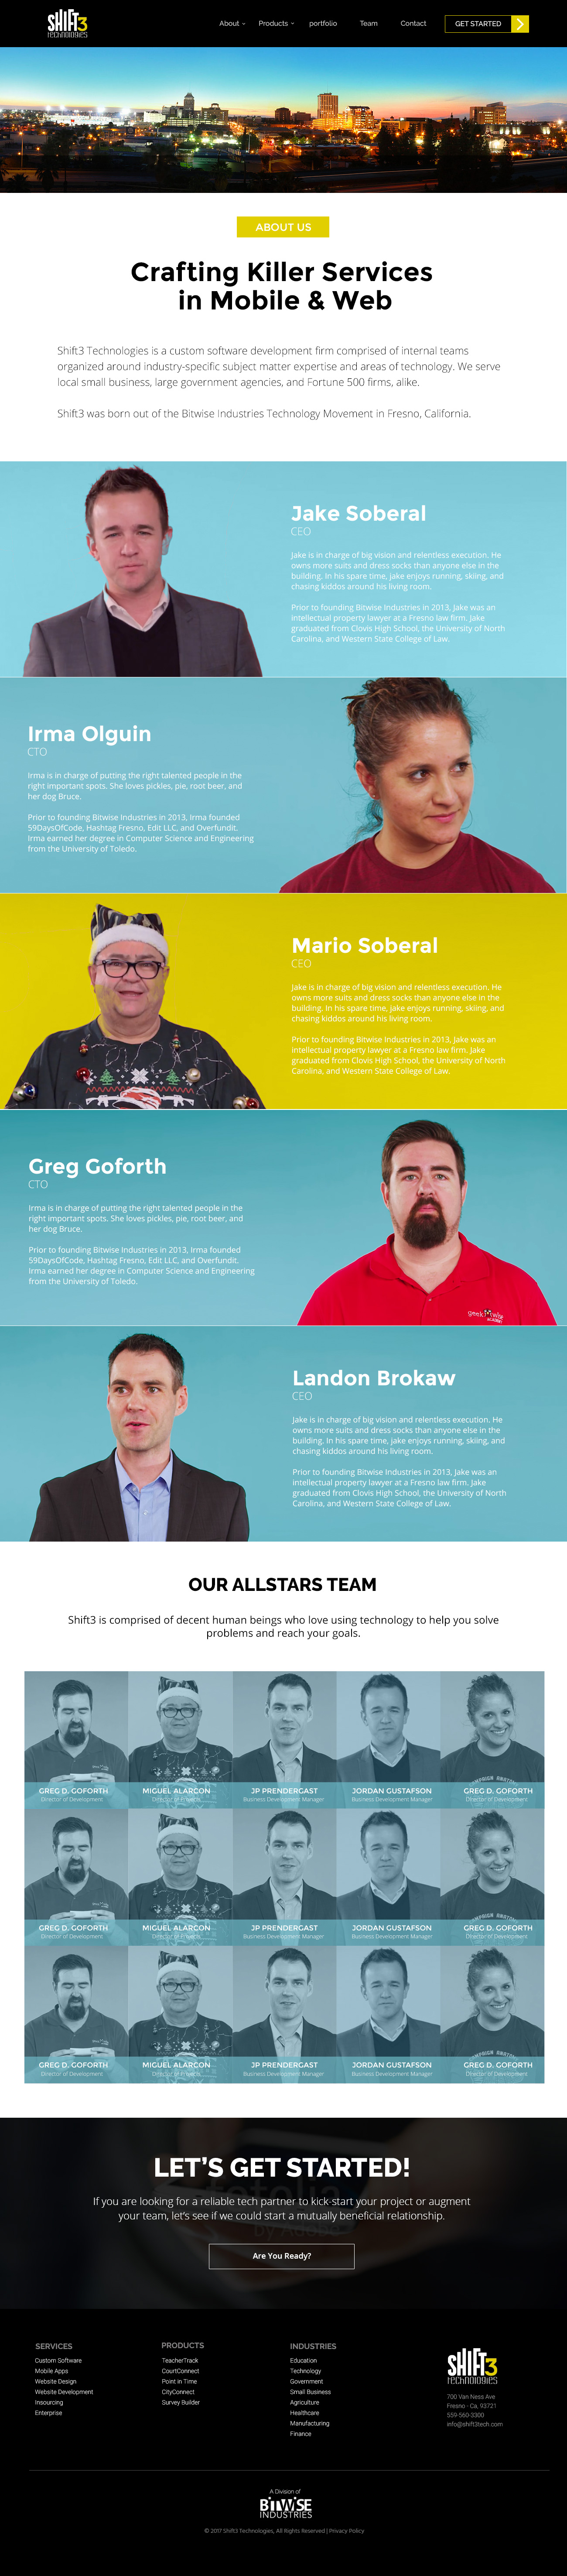 SHIFT3
TECHNOLOGIES
About
Products
portfolio
Team
Contact
GET STARTED
ABOUT US
Crafting Killer Services
in Mobile & Web
Shift3 Technologies is a custom software development firm comprised of internal teams
organized around industry-specific subject matter expertise and areas of technology. We serve
local small business, large government agencies, and Fortune 500 firms, alike.
Shift3 was born out of the Bitwise Industries Technology Movement in Fresno, California.
Jake Soberal
CEO
Jake is in charge of big vision and relentless execution. He
owns more suits and dress socks than anyone else in the
building. In his spare time, jake enjoys running, skiing, and
chasing kiddos around his living room.
Prior to founding Bitwise Industries in 2013, Jake was an
intellectual property lawyer at a Fresno law firm. Jake
graduated from Clovis High School, the University of North
Carolina, and Western State College of Law.
Irma Olguin
CTO
Irma is in charge of putting the right talented people in the
right important spots. She loves pickles, pie, root beer, and
her dog Bruce.
Prior to founding Bitwise Industries in 2013, Irma founded
59DaysOfCode, Hashtag Fresno, Edit LLC, and Overfundit.
Irma earned her degree in Computer Science and Engineering
from the University of Toledo.
Mario Soberal
CEO
Jake is in charge of big vision and relentless execution. He
owns more suits and dress socks than anyone else in the
building. In his spare time, jake enjoys running, skiing, and
chasing kiddos around his living room.
Prior to founding Bitwise Industries in 2013, Jake was an
intellectual property lawyer at a Fresno law firm. Jake
graduated from Clovis High School, the University of North
Carolina, and Western State College of Law.
Greg Goforth
CTO
Irma is in charge of putting the right talented people in the
right important spots. She loves pickles, pie, root beer, and
her dog Bruce.
Prior to founding Bitwise Industries in 2013, Irma founded
59DaysOfCode, Hashtag Fresno, Edit LLC, and Overfundit.
Irma earned her degree in Computer Science and Engineering
from the University of Toledo.
Landon Brokaw
CEO
Jake is in charge of big vision and relentless execution. He
owns more suits and dress socks than anyone else in the
building. In his spare time, jake enjoys running, skiing, and
chasing kiddos around his living room.
Prior to founding Bitwise Industries in 2013, Jake was an
intellectual property lawyer at a Fresno law firm. Jake
graduated from Clovis High School, the University of North
Carolina, and Western State College of Law.
OUR ALLSTARS TEAM
Shift3 is comprised of decent human beings who love using technology to help you solve
problems and reach your goals.
GREG D. GOFORTH
Director of Development
MIGUEL ALARCON
Director of Projects
JP PRENDERGAST
Business Development Manager
JORDAN GUSTAFSON
Business Development Manager
GREG D. GOFORTH
Director of Development
GREG D. GOFORTH
Director of Development
MIGUEL ALARCON
Director of Projects
JP PRENDERGAST
Business Development Manager
JORDAN GUSTAFSON
Business Development Manager
GREG D. GOFORTH
Director of Development
GREG D. GOFORTH
Director of Development
MIGUEL ALARCON
Director of Projects
JP PRENDERGAST
Business Development Manager
JORDAN GUSTAFSON
Business Development Manager
GREG D. GOFORTH
Director of Development
LET'S GET STARTED!
If you are looking for a reliable tech partner to kick-start your project or augment
your team, let's see if we could start a mutually beneficial relationship.
Are You Ready?
SERVICES
Custom Software
Mobile Apps
Website Design
Website Development
Insourcing
Enterprise
PRODUCTS
TeacherTrack
CourtConnect
Point in Time
CityConnect
Survey Builder
INDUSTRIES
Education
Technology
Government
Small Business
Agriculture
Healthcare
Manufacturing
Finance
SHIFT3
TECHNOLOGIES
700 Van Ness Ave
Fresno - Ca, 93721
559-560-3300
info@shift3tech.com
A Division of
BITWISE
INDUSTRIES
© 2017 Shift3 Technologies, All Rights Reserved | Privacy Policy